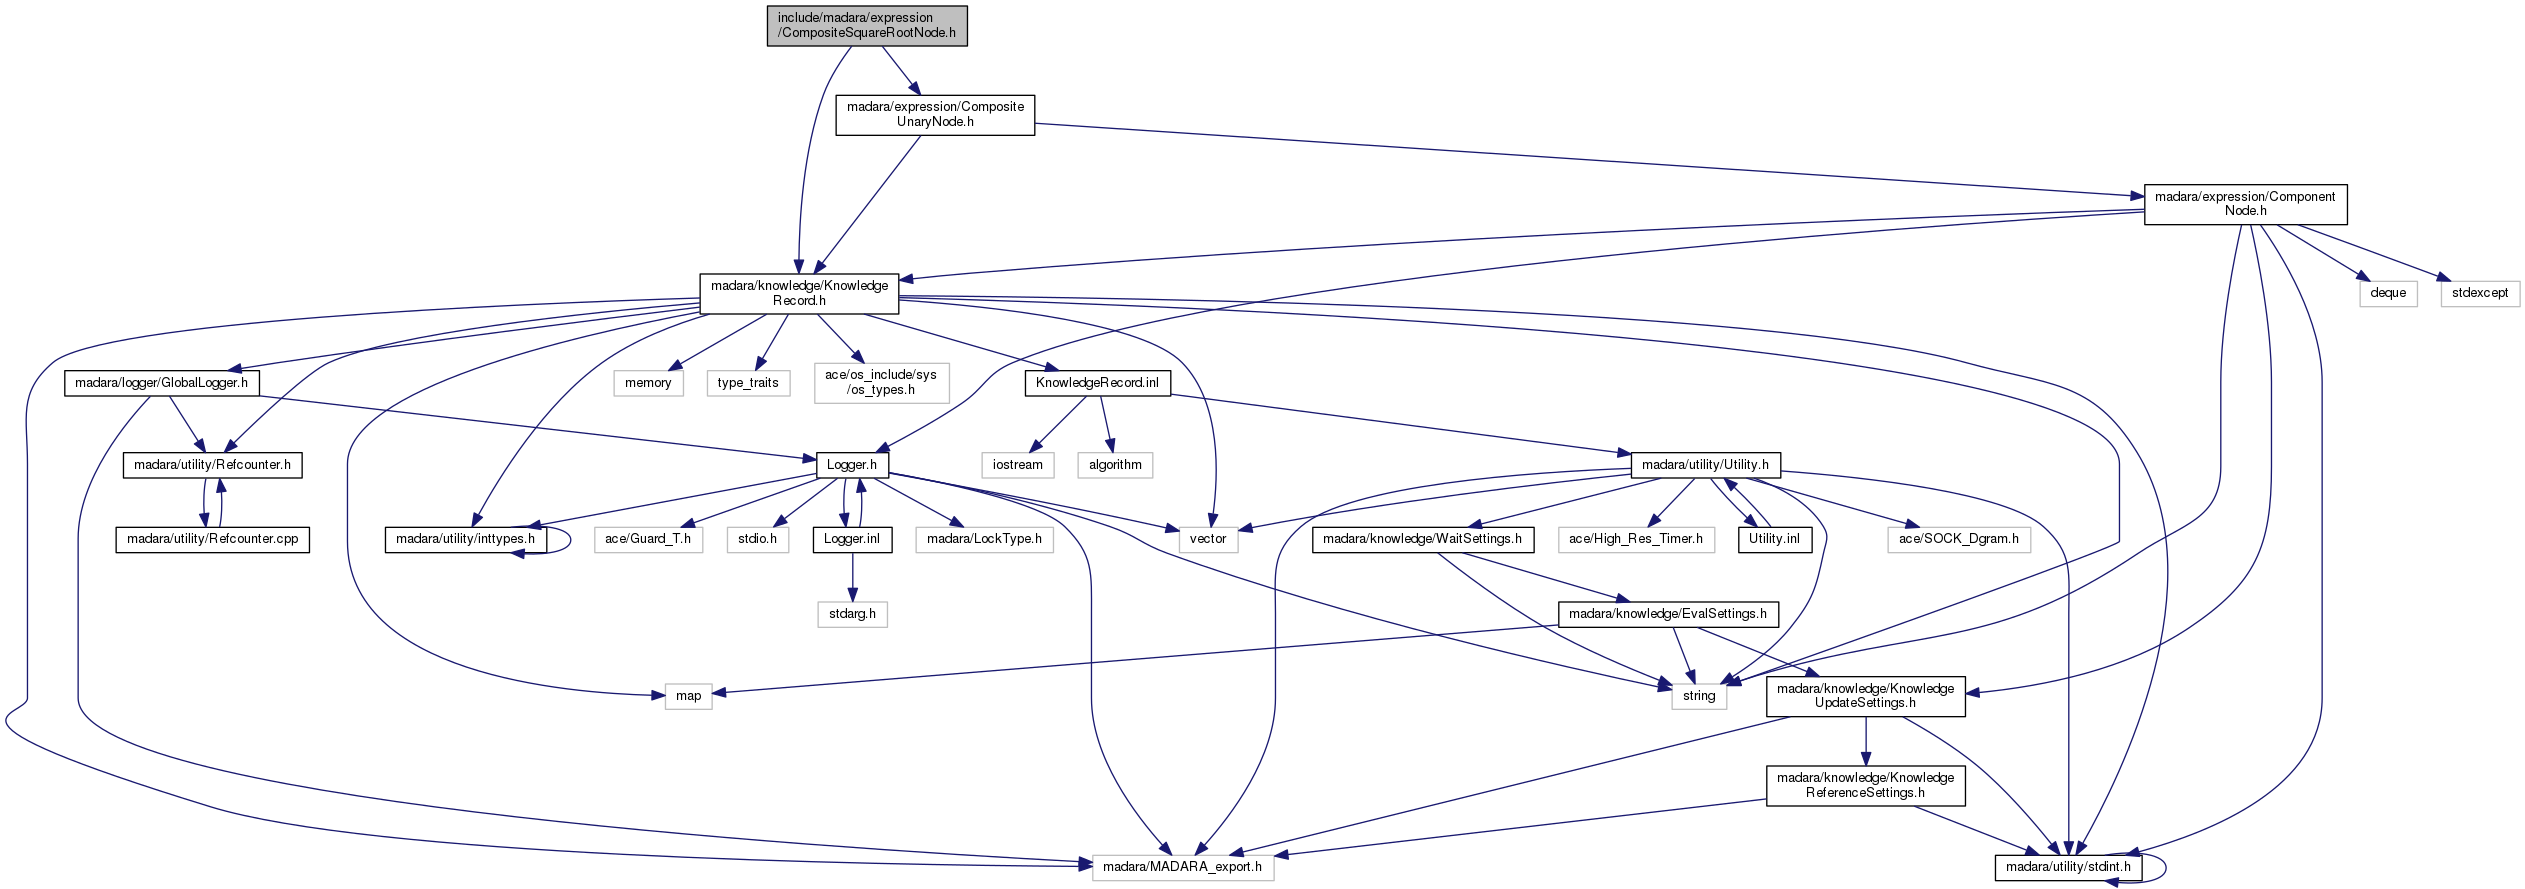 include/madara/expression
/CompositeSquareRootNode.h
madara/expression/Composite
UnaryNode.h
madara/expression/Component
Node.h
madara/knowledge/Knowledge
Record.h
deque
stdexcept
madara/logger/GlobalLogger.h
memory
type_traits
ace/os_include/sys
/os_types.h
KnowledgeRecord.inl
madara/utility/Refcounter.h
Logger.h
iostream
algorithm
madara/utility/Utility.h
madara/utility/Refcounter.cpp
madara/utility/inttypes.h
ace/Guard_T.h
stdio.h
Logger.inl
madara/LockType.h
vector
madara/knowledge/WaitSettings.h
ace/High_Res_Timer.h
Utility.inl
ace/SOCK_Dgram.h
stdarg.h
madara/knowledge/EvalSettings.h
map
string
madara/knowledge/Knowledge
UpdateSettings.h
madara/knowledge/Knowledge
ReferenceSettings.h
madara/MADARA_export.h
madara/utility/stdint.h